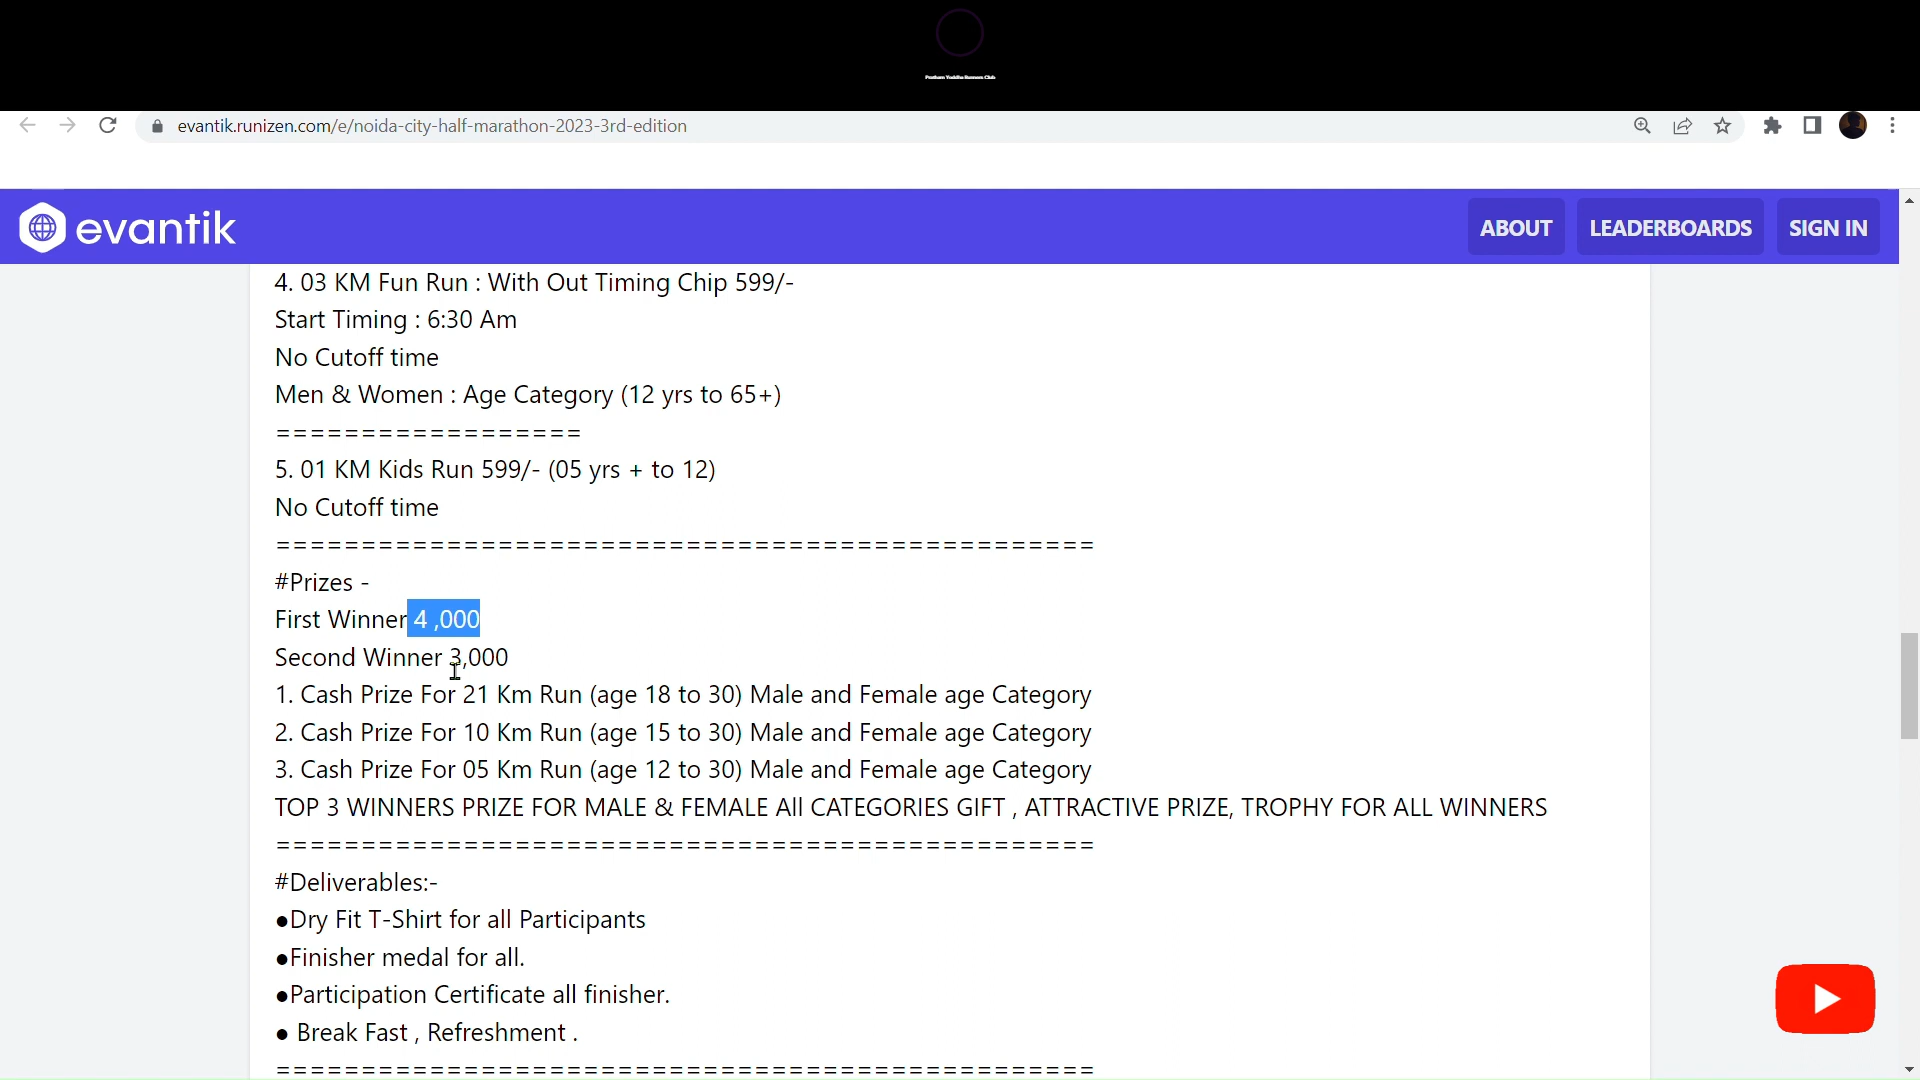 Pratham Yoddha Runners Club
evantik.runizen.com/e/noida-city-half-marathon-2023-3rd-edition
evantik
ABOUT
LEADERBOARDS
SIGN IN
4. 03 KM Fun Run : With Out Timing Chip 599/-
Start Timing : 6:30 Am
No Cutoff time
Men & Women : Age Category (12 yrs to 65+)
==================
5. 01 KM Kids Run 599/- (05 yrs + to 12)
No Cutoff time
================================================
#Prizes -
First Winner 4 ,000
Second Winner 3,000
1. Cash Prize For 21 Km Run (age 18 to 30) Male and Female age Category
2. Cash Prize For 10 Km Run (age 15 to 30) Male and Female age Category
3. Cash Prize For 05 Km Run (age 12 to 30) Male and Female age Category
TOP 3 WINNERS PRIZE FOR MALE & FEMALE All CATEGORIES GIFT , ATTRACTIVE PRIZE, TROPHY FOR ALL WINNERS
================================================
#Deliverables:-
●Dry Fit T-Shirt for all Participants
●Finisher medal for all.
●Participation Certificate all finisher.
● Break Fast , Refreshment .
================================================